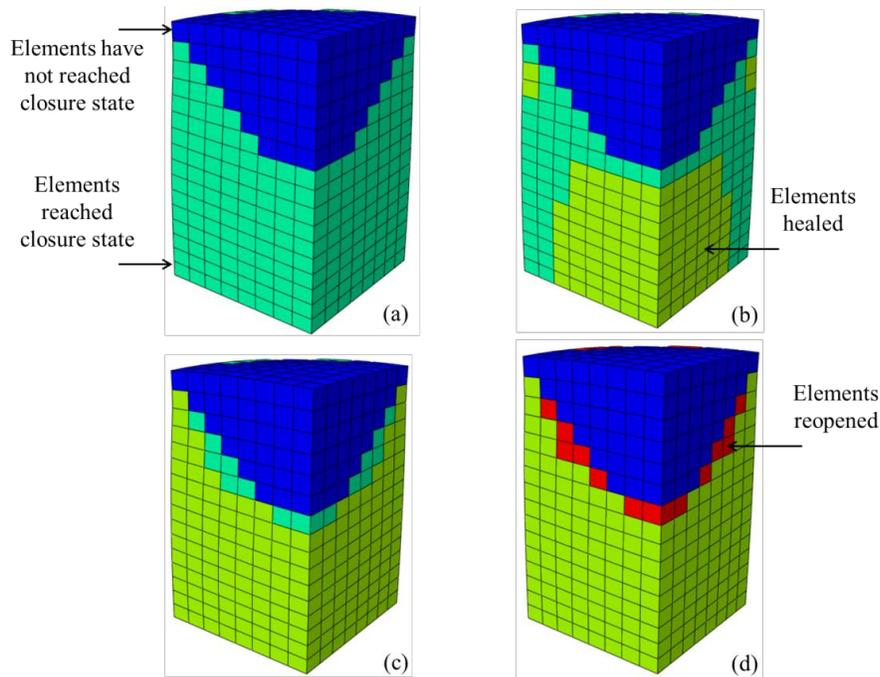 Elements have
not reached
closure state
Elements
reached
closure state
(a)
Elements
healed
(b)
(c)
Elements
reopened
(d)